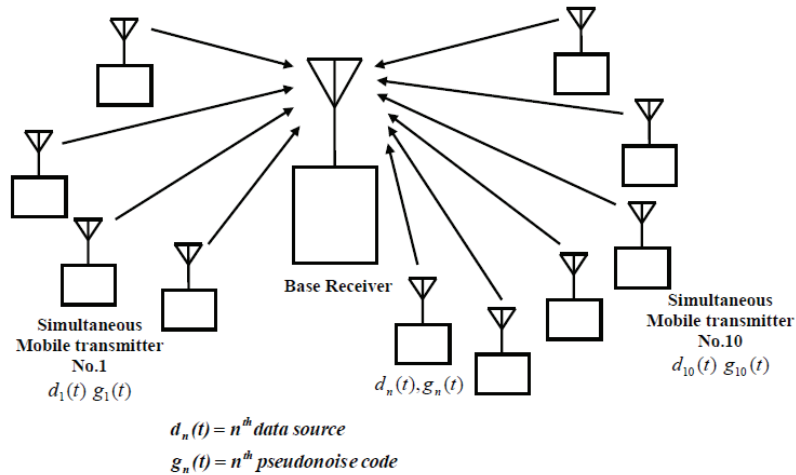 Base Receiver
Simultaneous
Mobile transmitter
No.1
d₁(t) g₁(t)
dₙ(t),gₙ(t)
Simultaneous
Mobile transmitter
No.10
d₁₀(t) g₁₀(t)
dₙ(t) = nᵗʰ data source
gₙ(t) = nᵗʰ pseudonoise code